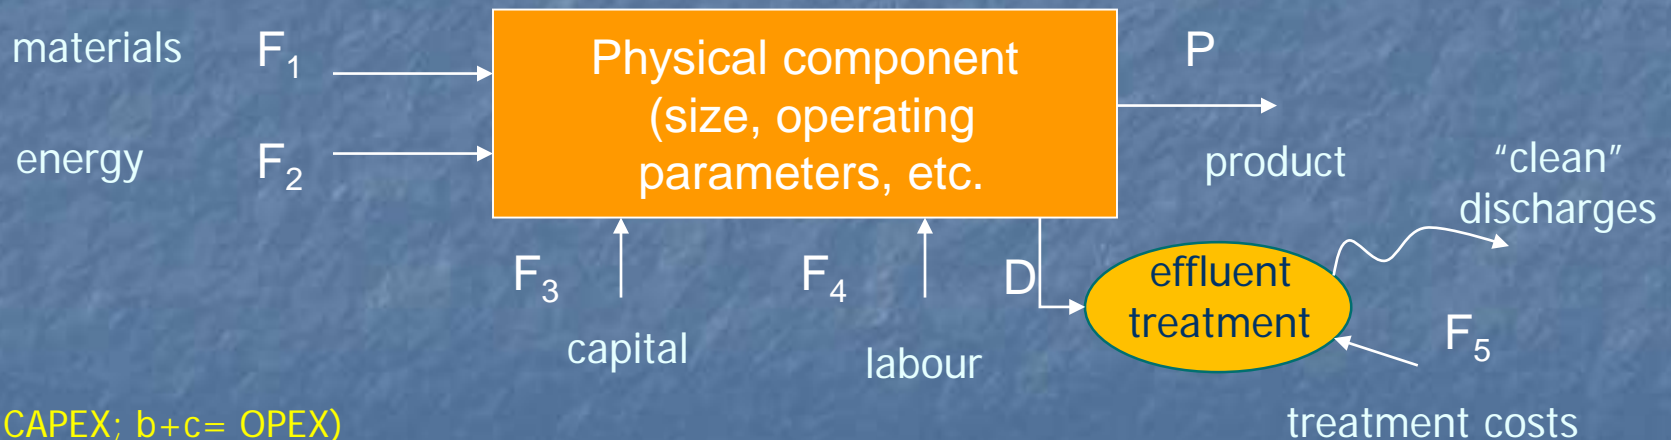 materials F₁
Physical component
(size, operating
parameters, etc.
P
energy F₂
product
"clean"
discharges
F₃
F₄
D
effluent
treatment
F₅
capital
labour
CAPEX; b+c= OPEX)
treatment costs